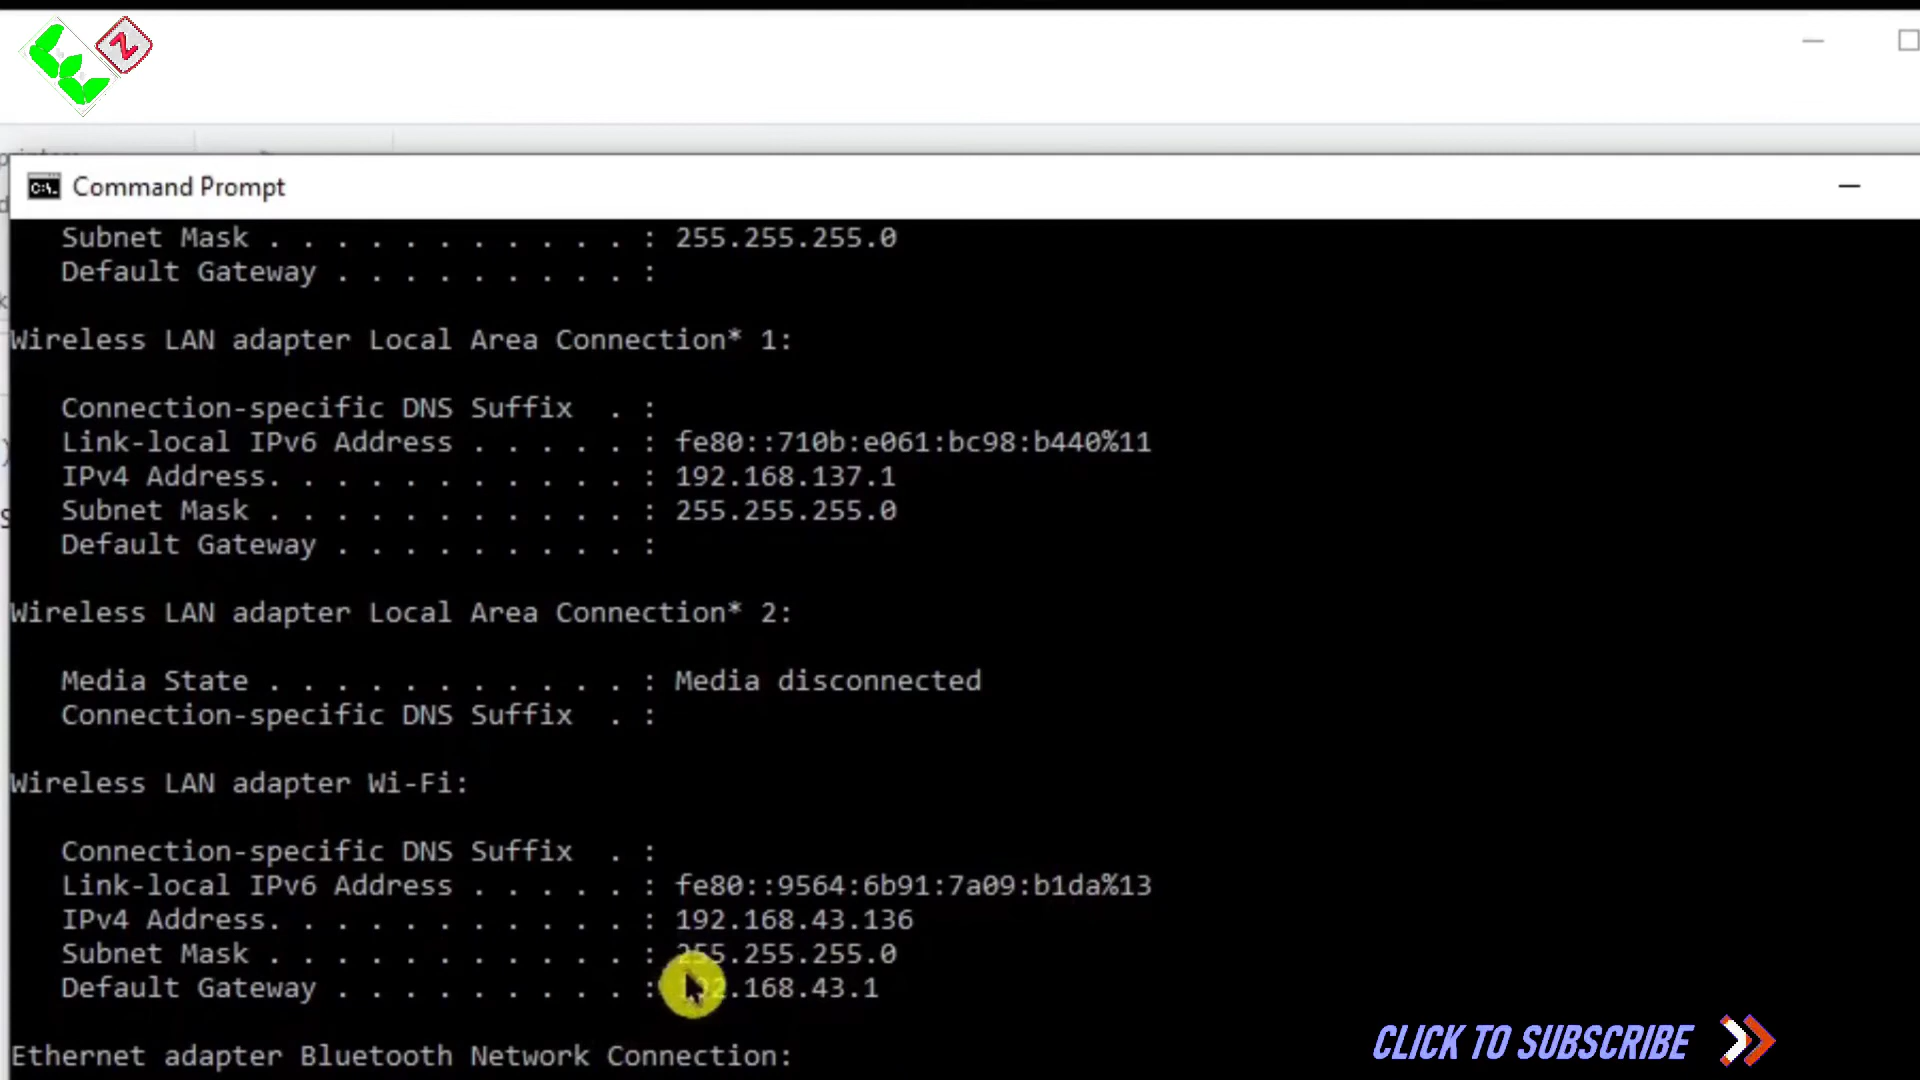 Z
Command Prompt
Subnet Mask . . . . . . . . . . . : 255.255.255.0
Default Gateway . . . . . . . . . :
Wireless LAN adapter Local Area Connection* 1:
Connection-specific DNS Suffix  . :
Link-local IPv6 Address . . . . . : fe80::710b:e061:bc98:b440%11
IPv4 Address. . . . . . . . . . . : 192.168.137.1
Subnet Mask . . . . . . . . . . . : 255.255.255.0
Default Gateway . . . . . . . . . :
Wireless LAN adapter Local Area Connection* 2:
Media State . . . . . . . . . . . : Media disconnected
Connection-specific DNS Suffix  . :
Wireless LAN adapter Wi-Fi:
Connection-specific DNS Suffix  . :
Link-local IPv6 Address . . . . . : fe80::9564:6b91:7a09:b1da%13
IPv4 Address. . . . . . . . . . . : 192.168.43.136
Subnet Mask . . . . . . . . . . . : 255.255.255.0
Default Gateway . . . . . . . . . : 192.168.43.1
Ethernet adapter Bluetooth Network Connection:
CLICK TO SUBSCRIBE